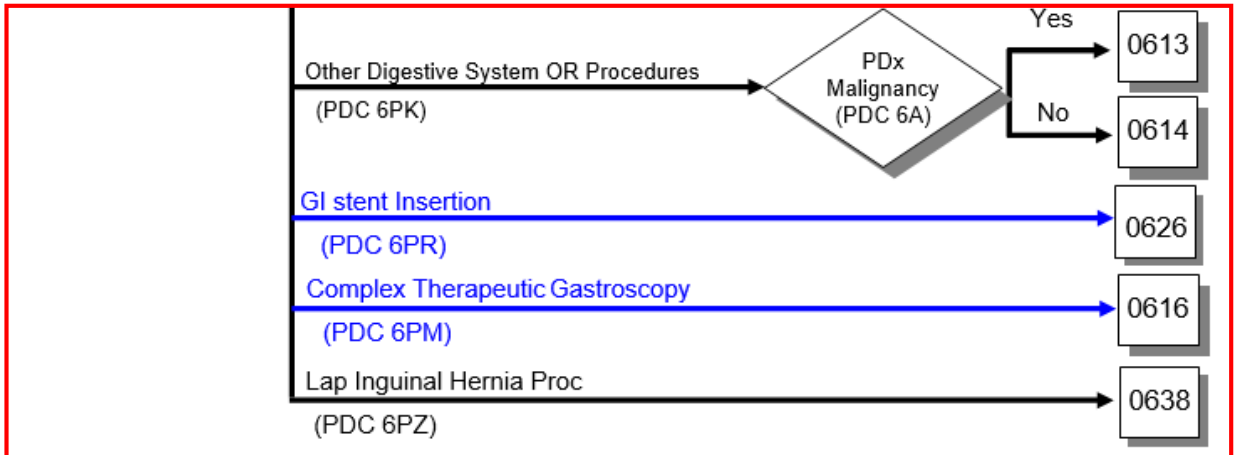 Yes
0613
Other Digestive System OR Procedures
(PDC 6PK)
PDx
Malignancy
(PDC 6A)
No
0614
GI stent Insertion
(PDC 6PR)
0626
Complex Therapeutic Gastroscopy
(PDC 6PM)
0616
Lap Inguinal Hernia Proc
(PDC 6PZ)
0638